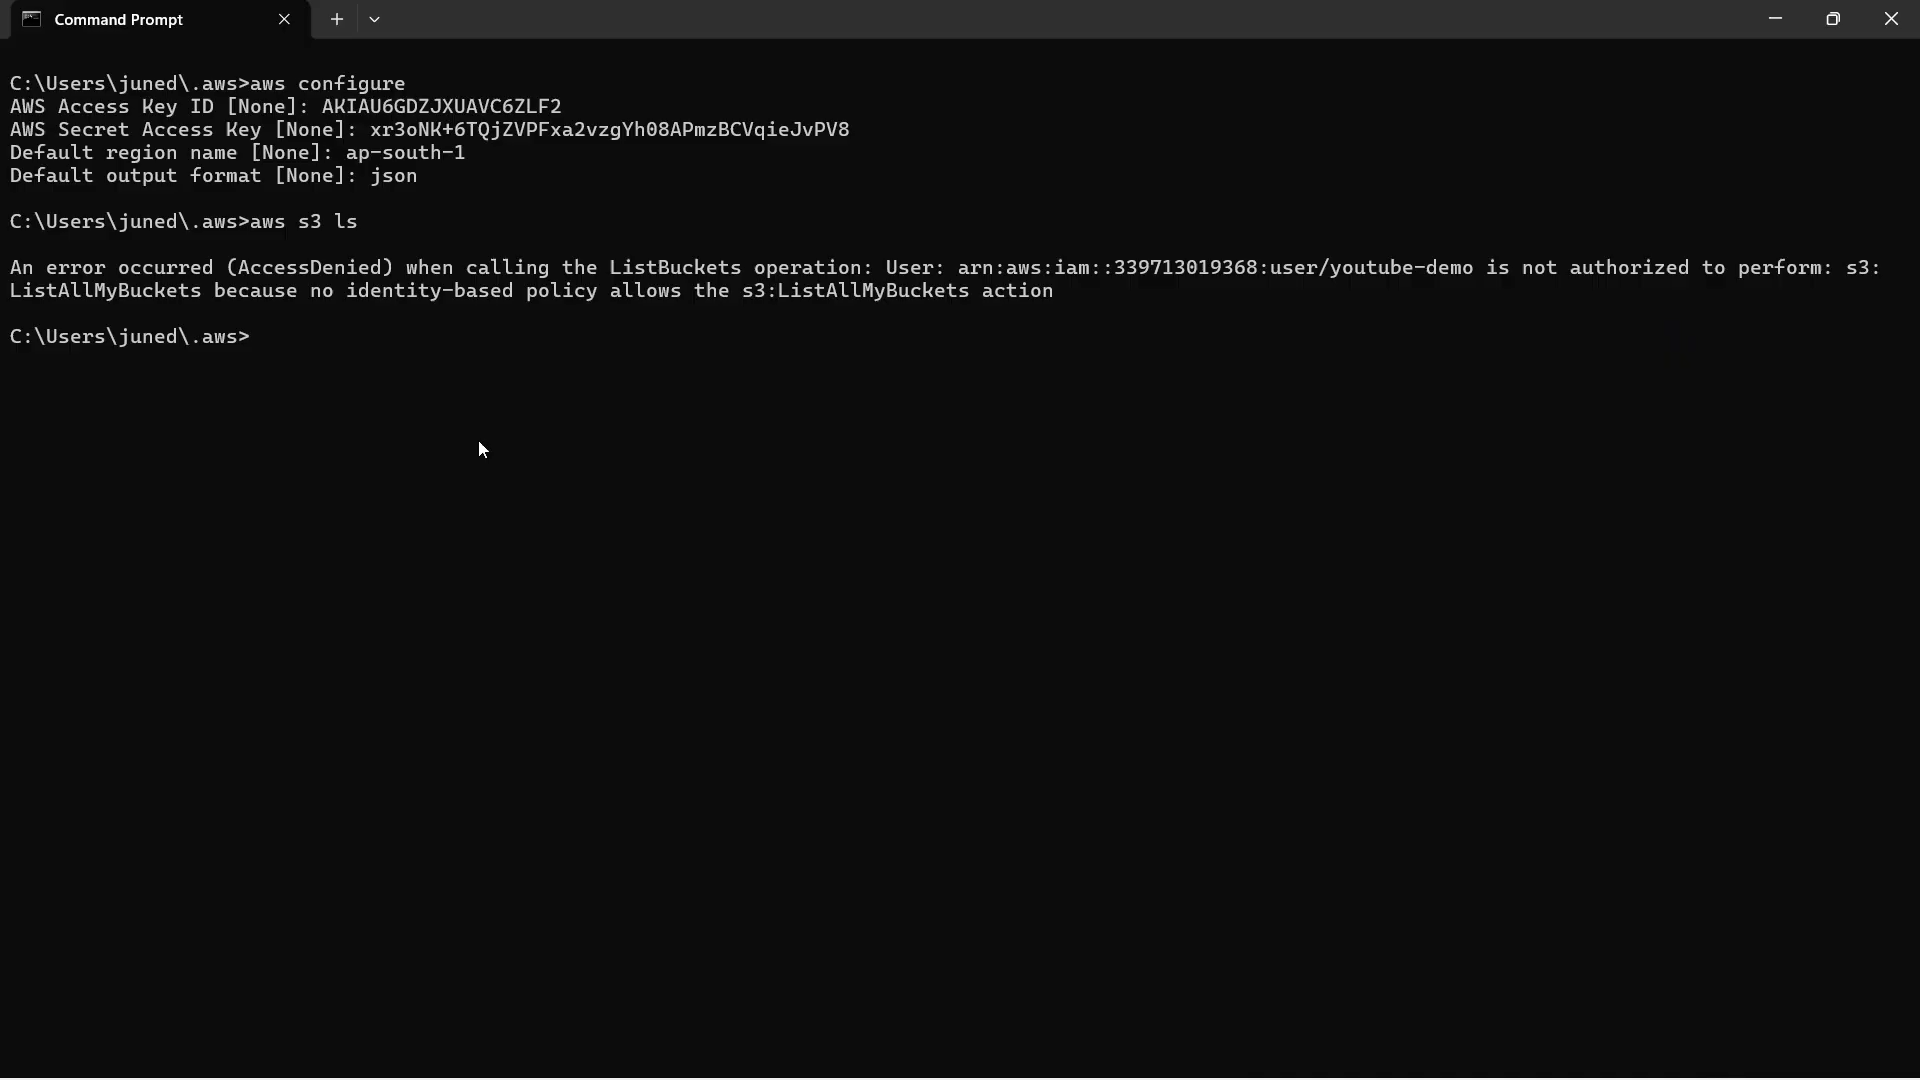 Command Prompt
C:\Users\juned\.aws>aws configure
AWS Access Key ID [None]: AKIAU6GDZJXUAVC6ZLF2
AWS Secret Access Key [None]: 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
Default region name [None]: ap-south-1
Default output format [None]: json
C:\Users\juned\.aws>aws s3 ls
An error occurred (AccessDenied) when calling the ListBuckets operation: User: arn:aws:iam::339713019368:user/youtube-demo is not authorized to perform: s3:
ListAllMyBuckets because no identity-based policy allows the s3:ListAllMyBuckets action
C:\Users\juned\.aws>